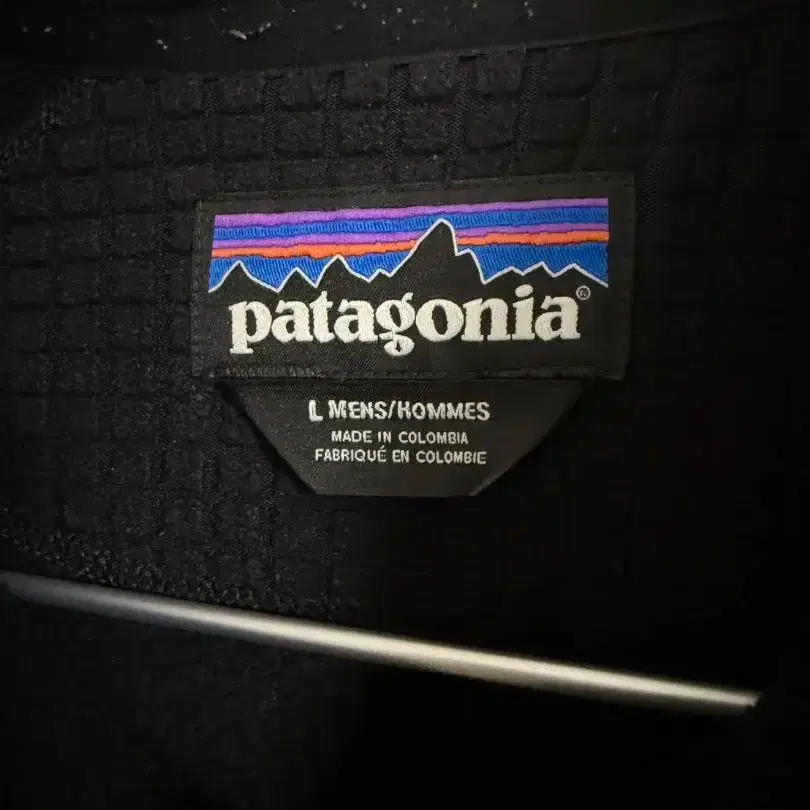 patagonia®
L MENS/HOMMES
MADE IN COLOMBIA
FABRIQUÉ EN COLOMBIE